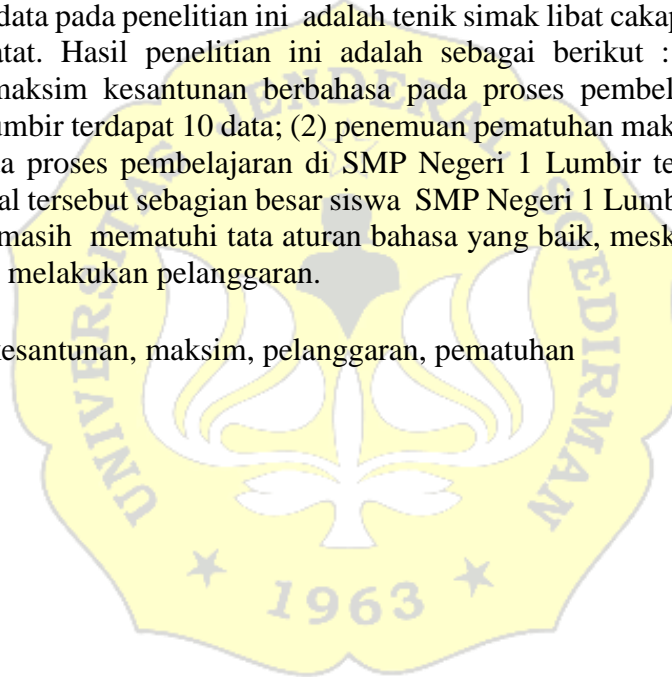 data pada penelitian ini adalah tenik simak libat cakap
tat. Hasil penelitian ini adalah sebagai berikut :
maksim kesantunan berbahasa pada proses pembel
umbir terdapat 10 data; (2) penemuan pematuhan mak
a proses pembelajaran di SMP Negeri 1 Lumbir te
al tersebut sebagian besar siswa SMP Negeri 1 Lumb
masih mematuhi tata aturan bahasa yang baik, mesk
melakukan pelanggaran.
kesantunan, maksim, pelanggaran, pematuhan
UNIVERSITAS JENDERAL SOEDIRMAN
1963